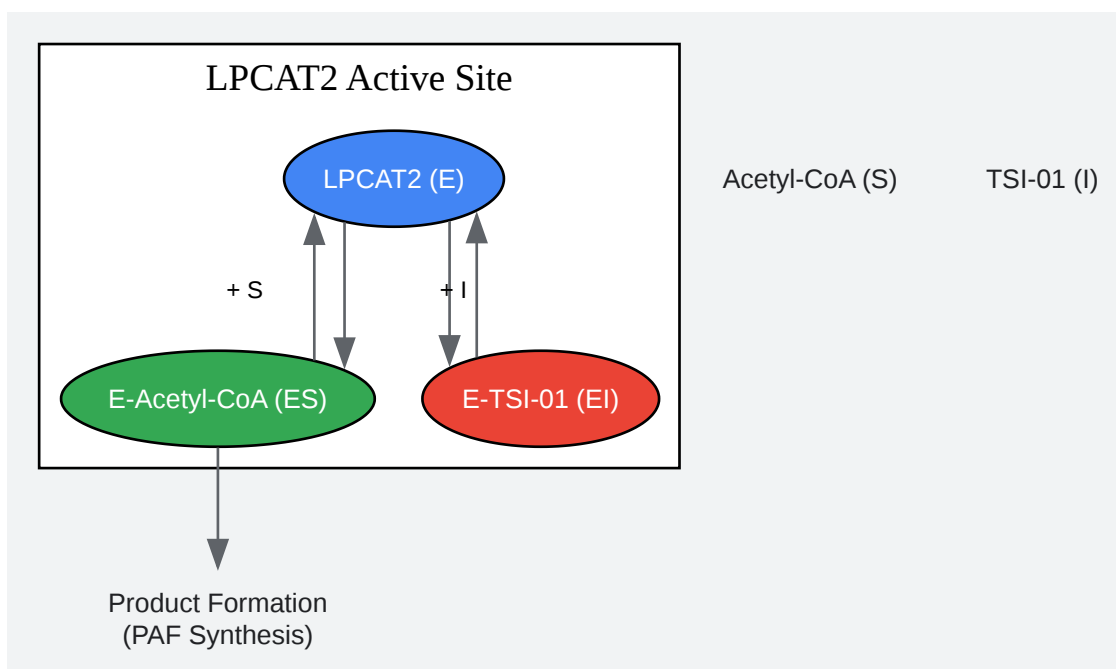 LPCAT2 Active Site
LPCAT2 (E)
Acetyl-CoA (S)
TSI-01 (I)
+ S
+ I
E-Acetyl-CoA (ES)
E-TSI-01 (EI)
Product Formation
(PAF Synthesis)